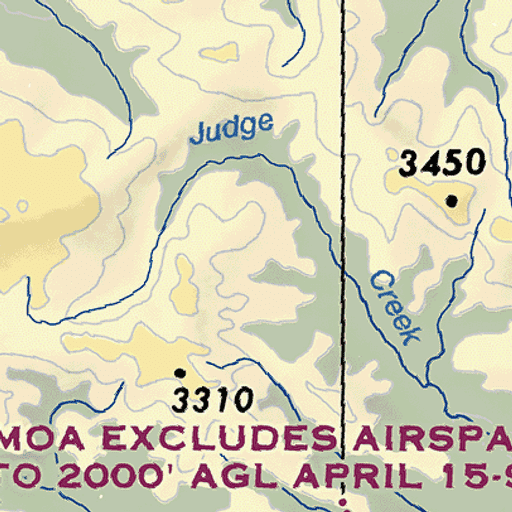 Judge
3450
Creek
3310
MOA EXCLUDES AIRSPA
TO 2000' AGL APRIL 15-